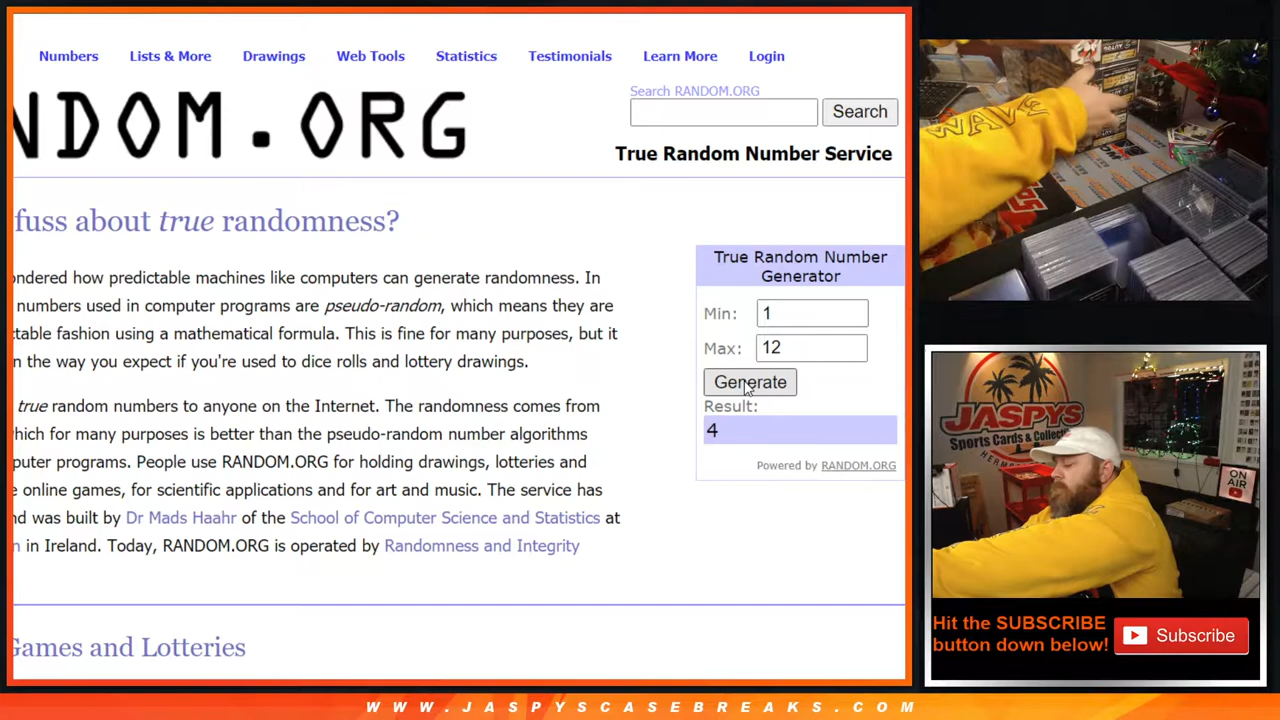 Numbers Lists & More Drawings Web Tools Statistics Testimonials Learn More Login
Search RANDOM.ORG
Search
NDOM.ORG
True Random Number Service
fuss about true randomness?
ondered how predictable machines like computers can generate randomness. In
numbers used in computer programs are pseudo-random, which means they are
ctable fashion using a mathematical formula. This is fine for many purposes, but it
n the way you expect if you're used to dice rolls and lottery drawings.
true random numbers to anyone on the Internet. The randomness comes from
which for many purposes is better than the pseudo-random number algorithms
puter programs. People use RANDOM.ORG for holding drawings, lotteries and
e online games, for scientific applications and for art and music. The service has
nd was built by Dr Mads Haahr of the School of Computer Science and Statistics at
n in Ireland. Today, RANDOM.ORG is operated by Randomness and Integrity
Games and Lotteries
True Random Number
Generator
Min: 1
Max: 12
Generate
Result:
4
Powered by RANDOM.ORG
WAVE
JASPYS
Sports Cards & Collecti
HERMO
ON
AIR
Hit the SUBSCRIBE
button down below!
Subscribe
WWW.JASPYSCASEBREAKS.COM